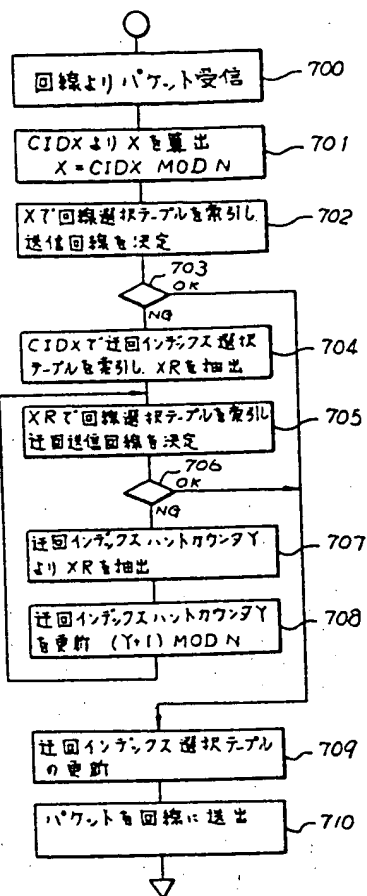 回線よりパケット受信
700
CIDXよりXを算出
X=CIDX MOD N
701
Xで回線選択テーブルを索引し
送信回線を決定
702
703
OK
NG
CIDXで迂回インデックス選択
テーブルを索引し, XRを抽出
704
XRで回線選択テーブルを索引し
迂回送信回線を決定
705
706
OK
NG
迂回インデックスハントカウンタY
よりXRを抽出
707
迂回インデックスハントカウンタY
を更新 (Y+1) MOD N
708
迂回インデックス選択テーブル
の更新
709
パケットを回線に送出
710